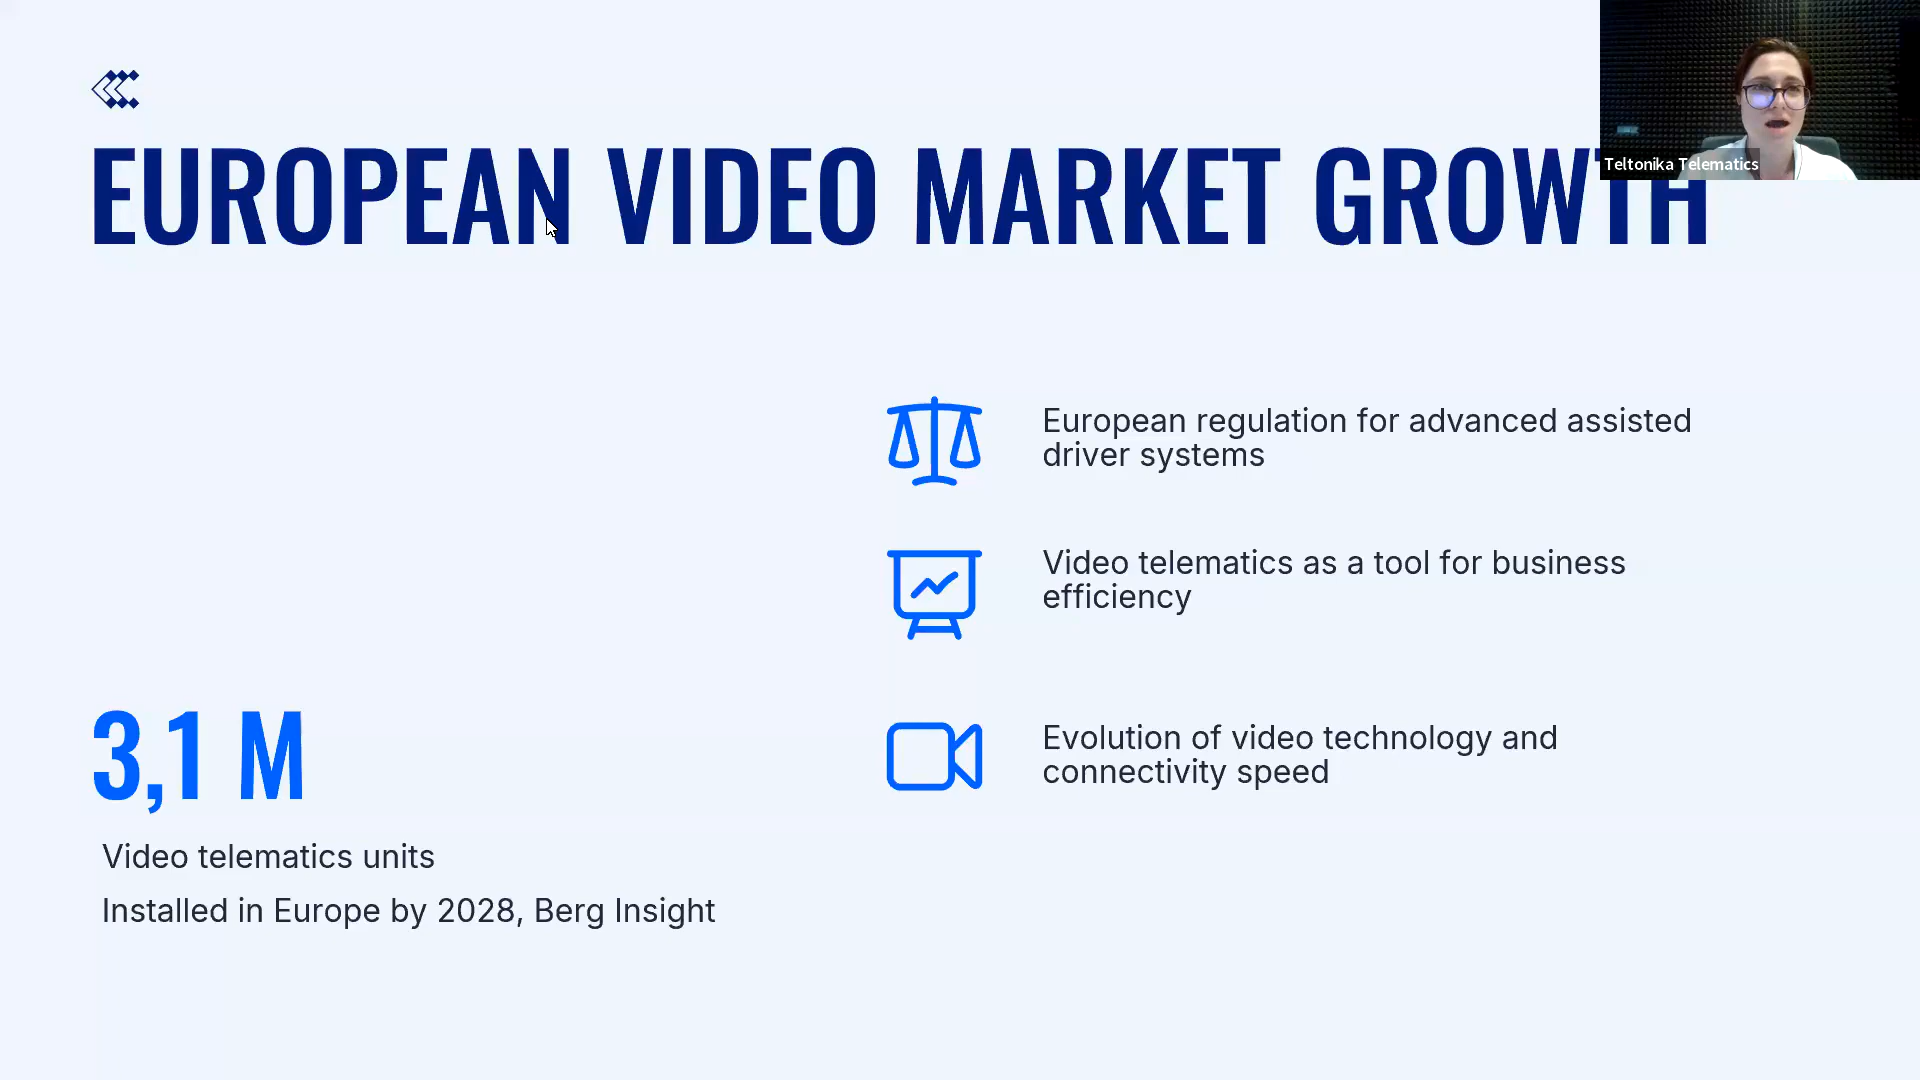 EUROPEAN VIDEO MARKET GROWTH
Teltonika Telematics
European regulation for advanced assisted
driver systems
Video telematics as a tool for business
efficiency
Evolution of video technology and
connectivity speed
3,1 M
Video telematics units
Installed in Europe by 2028, Berg Insight